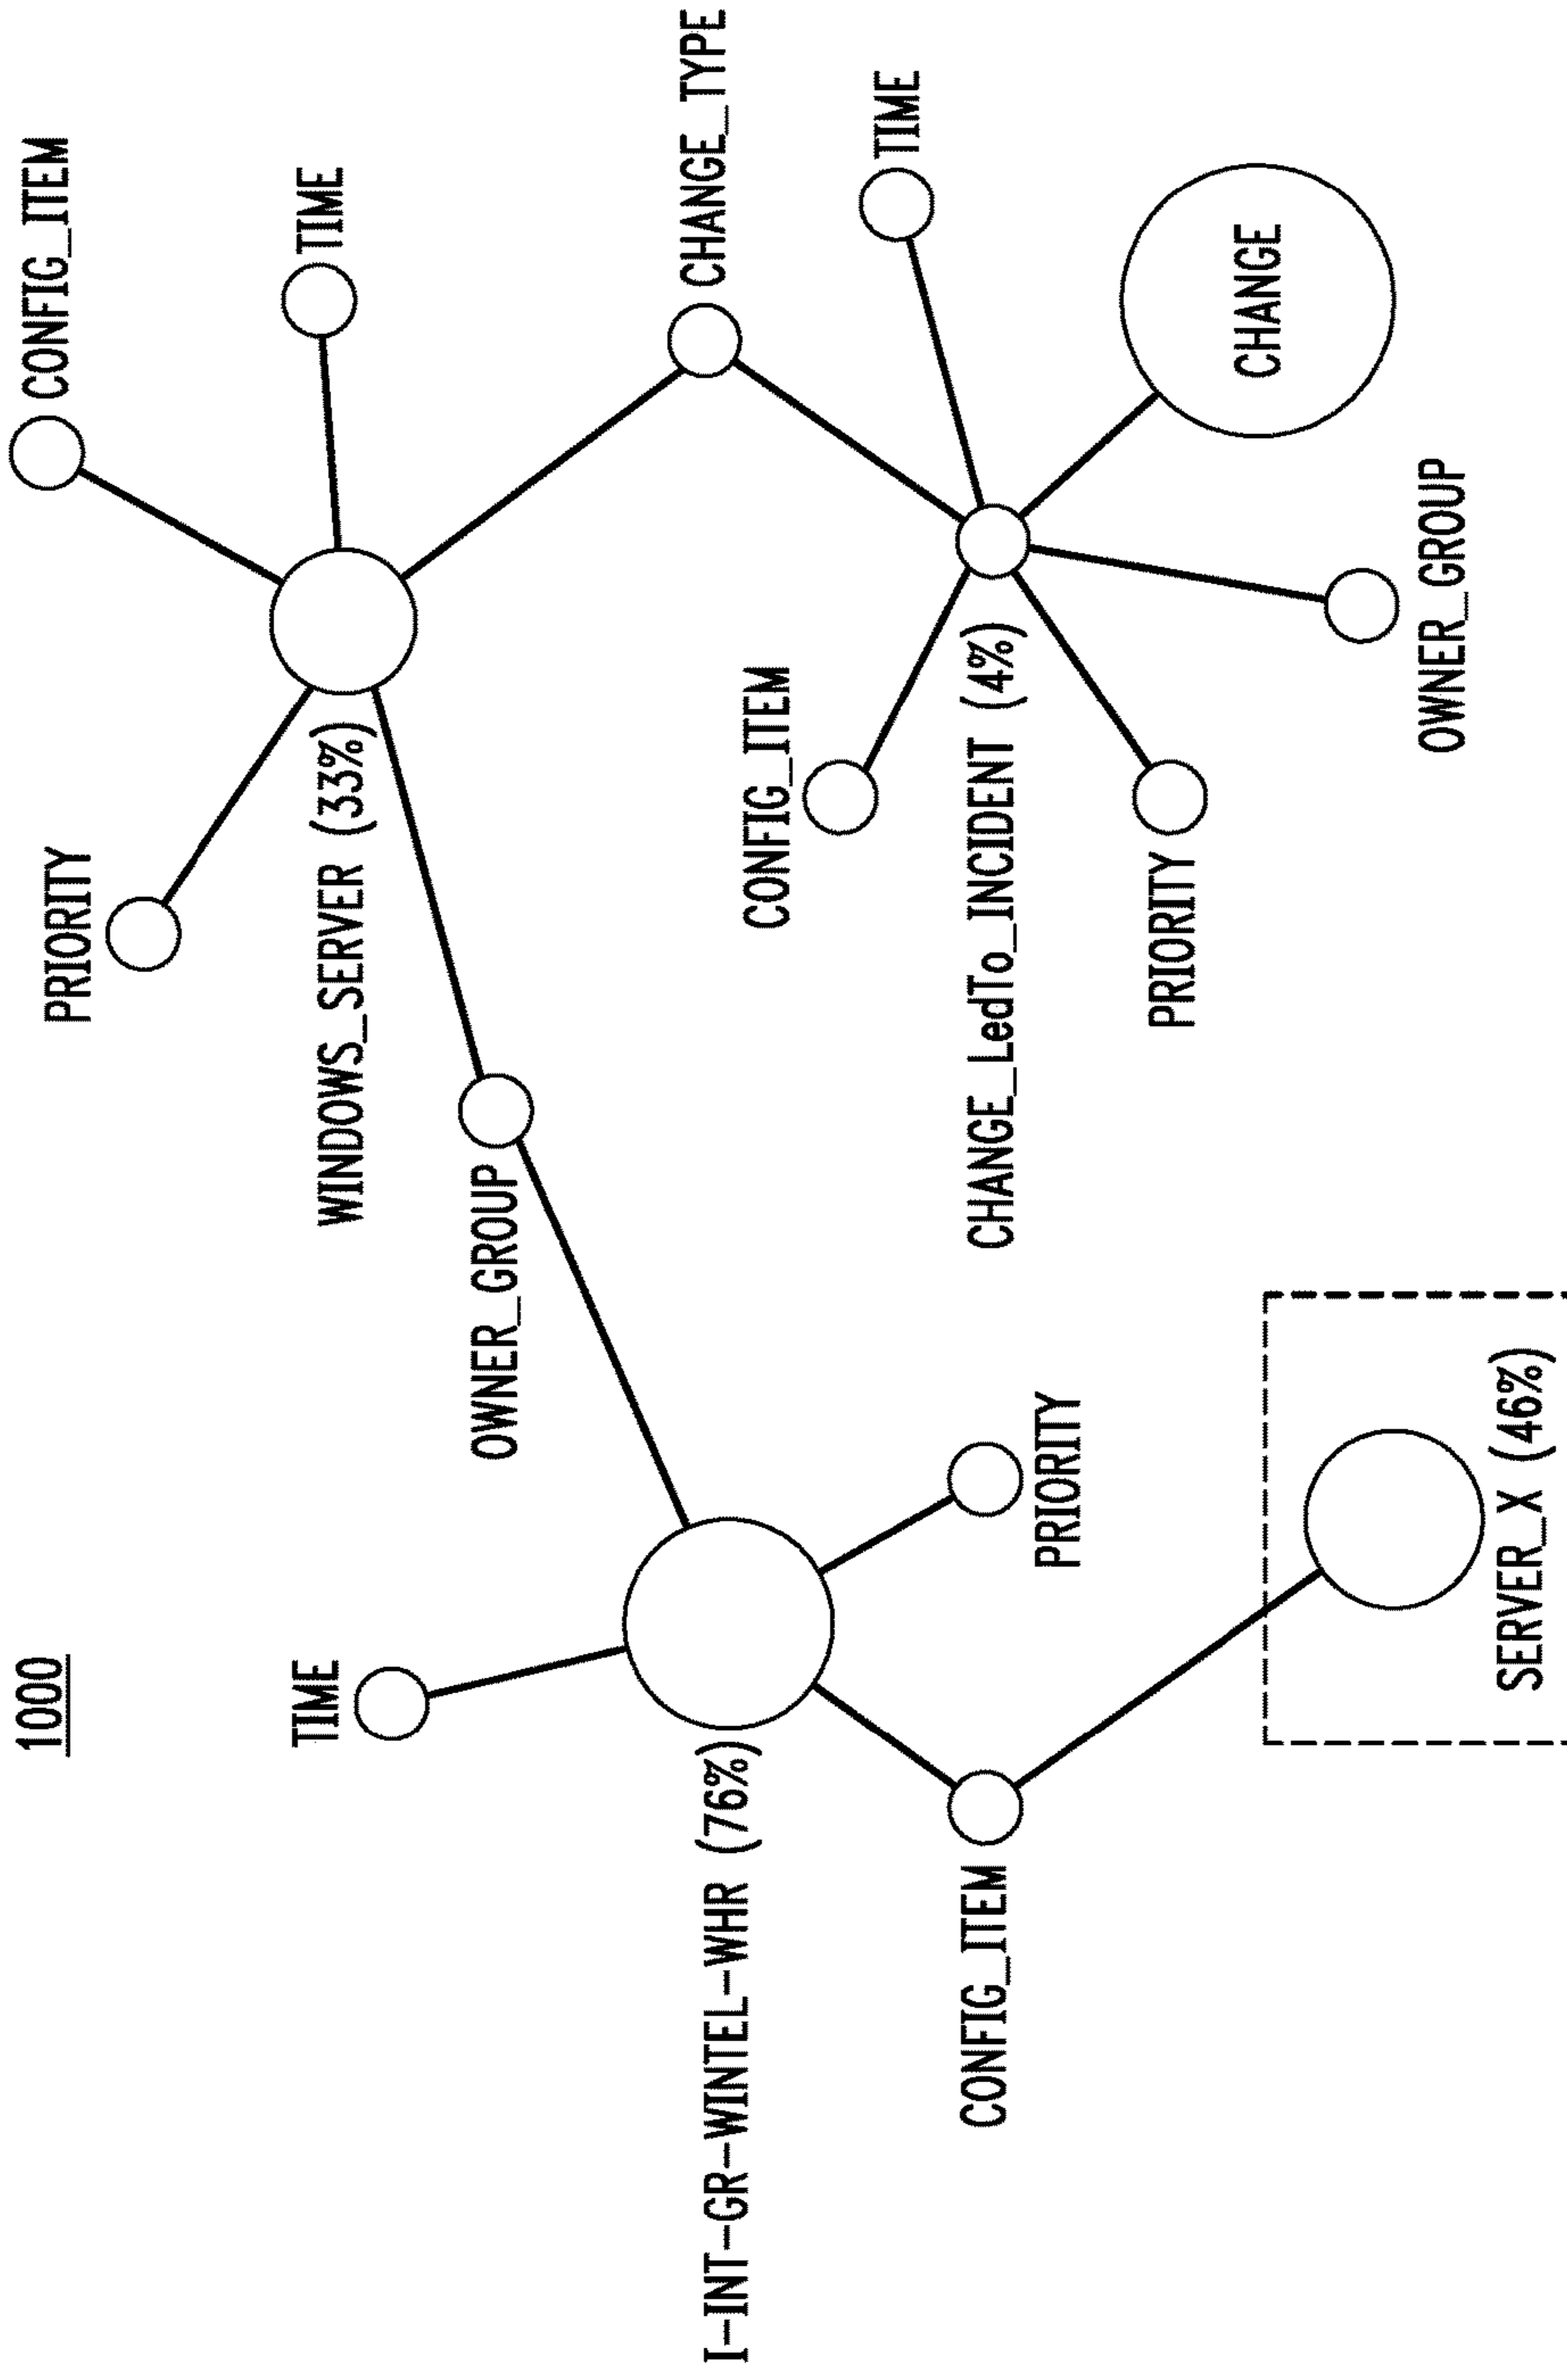 1000
TIME
I-INT-GR-WINTEL-WHR (76%)
CONFIG_ITEM
PRIORITY
SERVER_X (46%)
OWNER_GROUP
PRIORITY
WINDOWS_SERVER (33%)
CONFIG_ITEM
TIME
CHANGE_TYPE
CONFIG_ITEM
CHANGE_LedTo_INCIDENT (4%)
PRIORITY
TIME
CHANGE
OWNER_GROUP